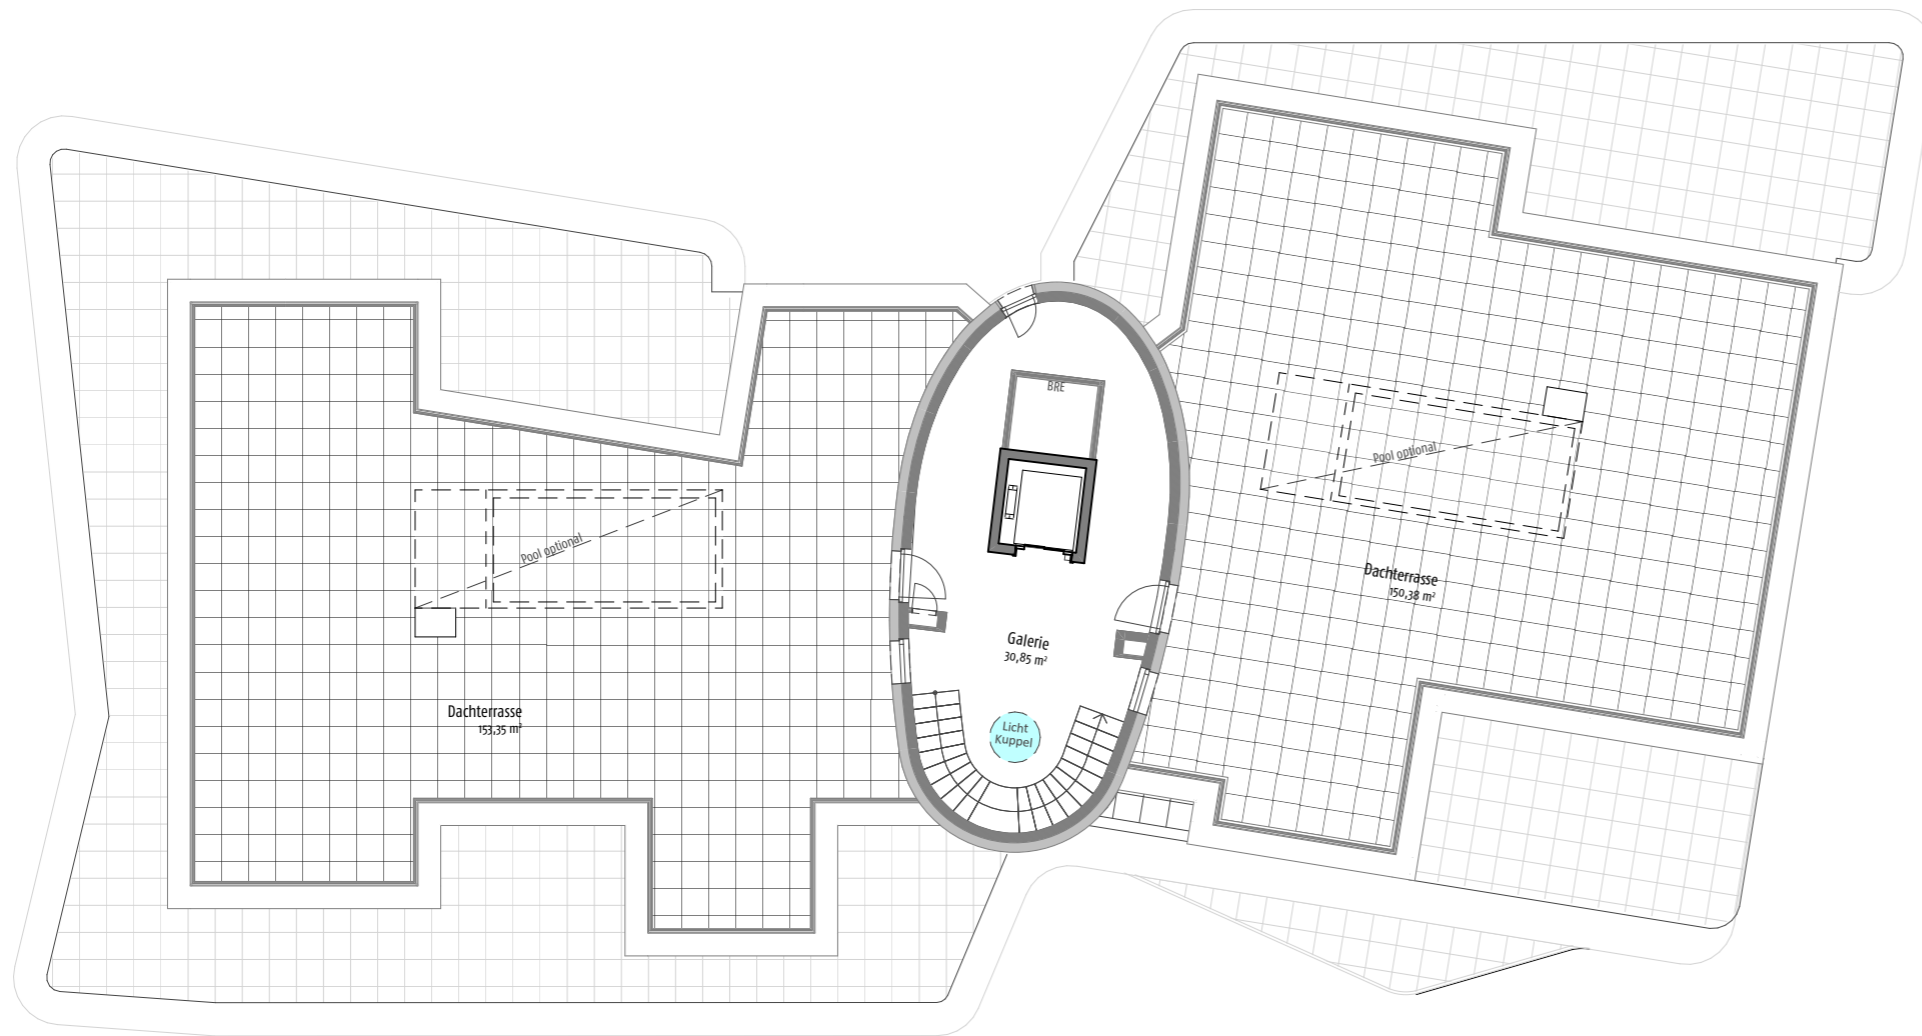 BRE
Pool optional
Pool optional
Dachterrasse
150,38 m²
Galerie
30,85 m²
Dachterrasse
153,35 m²
Licht
Kuppel